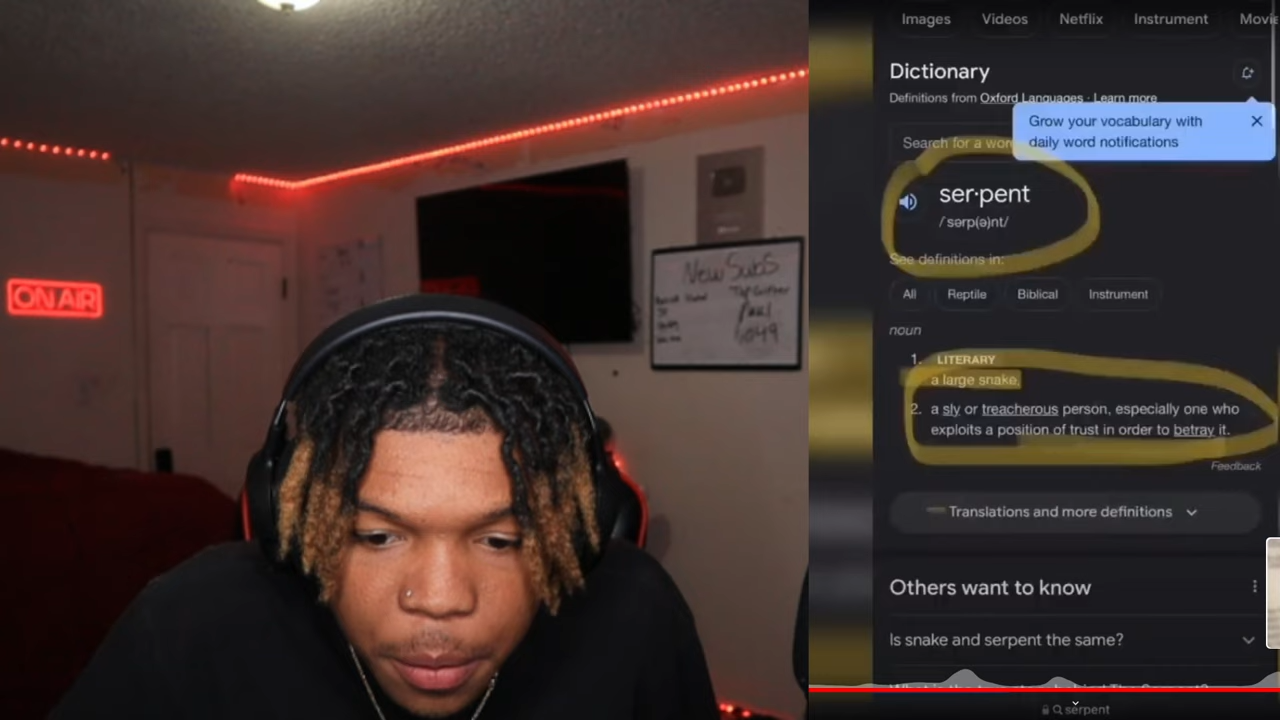 ON AIR
New Subs
Images Videos Netflix Instrument
Dictionary
Definitions from Oxford Languages · Learn more
Grow your vocabulary with
daily word notifications
Search for a
ser·pent
/ˈsərp(ə)nt/
See definitions in:
All Reptile Biblical Instrument
noun
1. LITERARY
a large snake.
2. a sly or treacherous person, especially one who
exploits a position of trust in order to betray it.
Feedback
Translations and more definitions
Others want to know
Is snake and serpent the same?
serpent